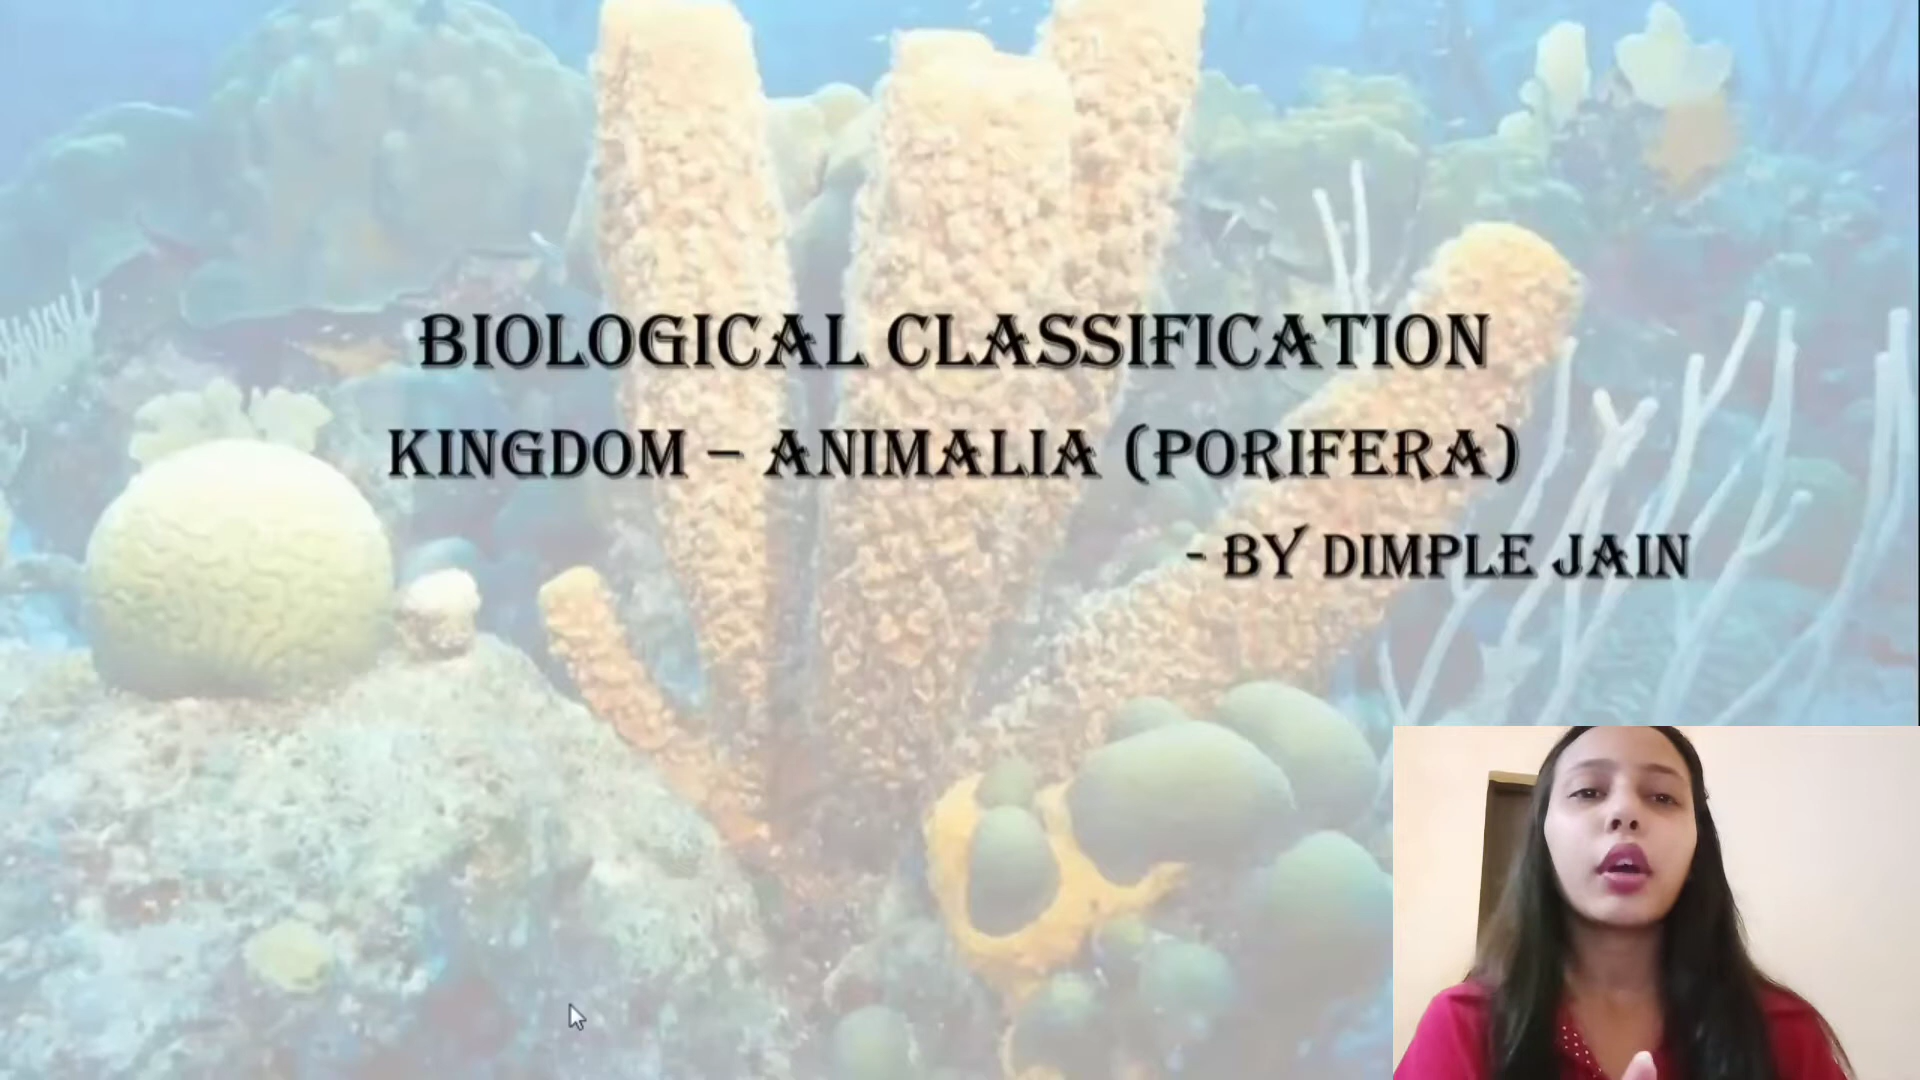 BIOLOGICAL CLASSIFICATION
KINGDOM – ANIMALIA (PORIFERA)
- BY DIMPLE JAIN